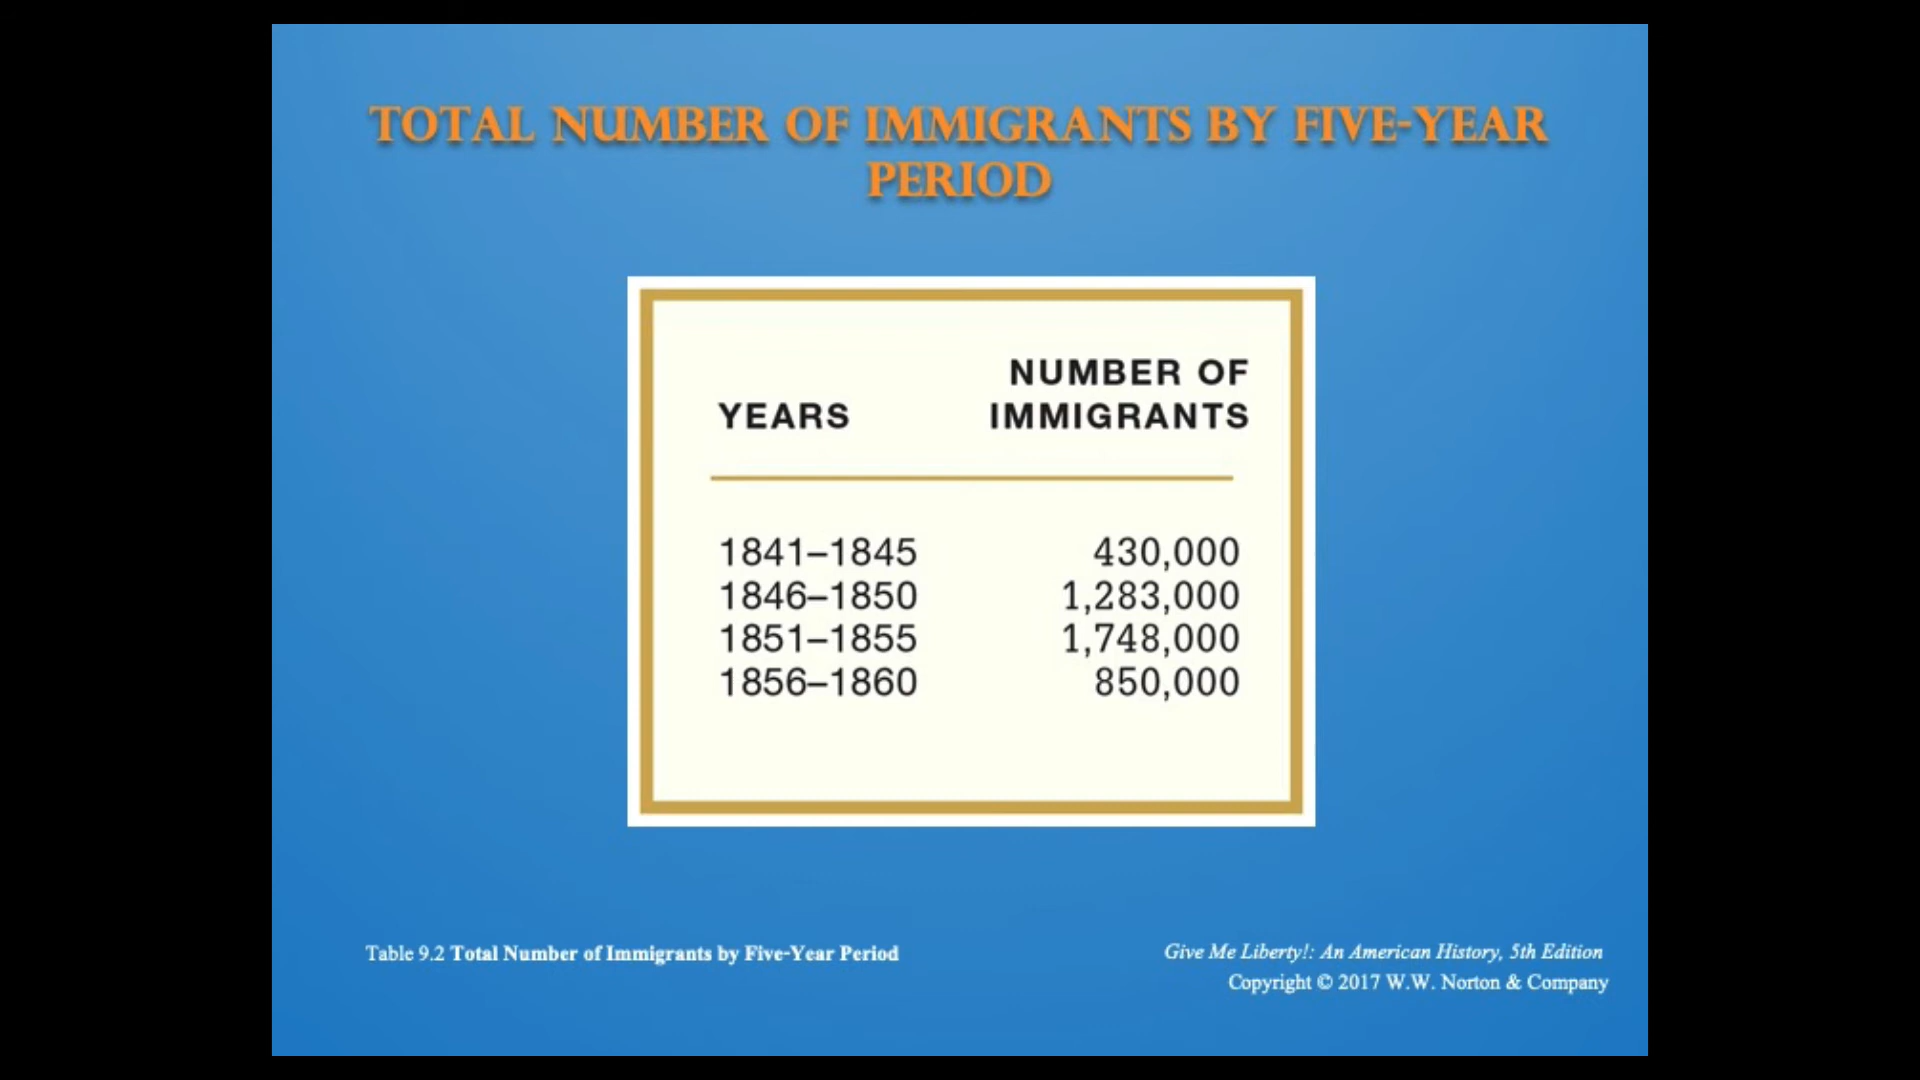 TOTAL NUMBER OF IMMIGRANTS BY FIVE-YEAR
PERIOD
YEARS NUMBER OF
IMMIGRANTS
1841–1845 430,000
1846–1850 1,283,000
1851–1855 1,748,000
1856–1860 850,000
Table 9.2 Total Number of Immigrants by Five-Year Period
Give Me Liberty!: An American History, 5th Edition
Copyright © 2017 W.W. Norton & Company